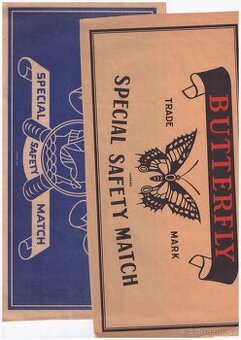 SPECIAL
SAFETY
MATCH
BUTTERFLY
TRADE
MARK
SPECIAL SAFETY MATCH